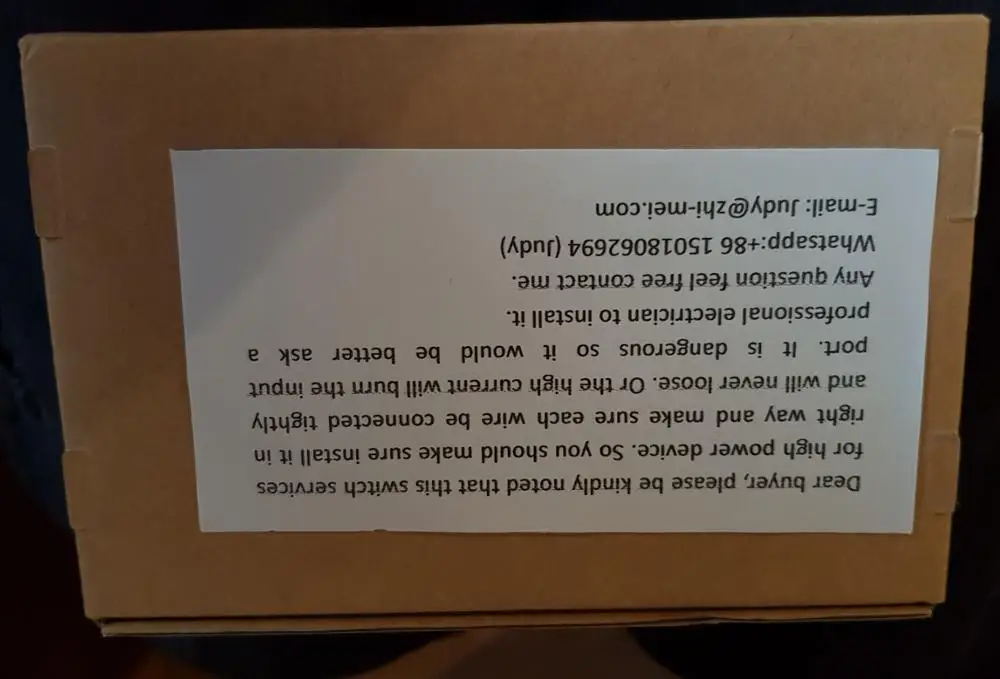 Dear buyer, please be kindly noted that this switch services
for high power device. So you should make sure install it in
right way and make sure each wire be connected tightly
and will never loose. Or the high current will burn the input
port. It is dangerous so it would be better ask a
professional electrician to install it.
Any question feel free contact me.
Whatsapp:+86 15018062694 (Judy)
E-mail: Judy@zhi-mei.com